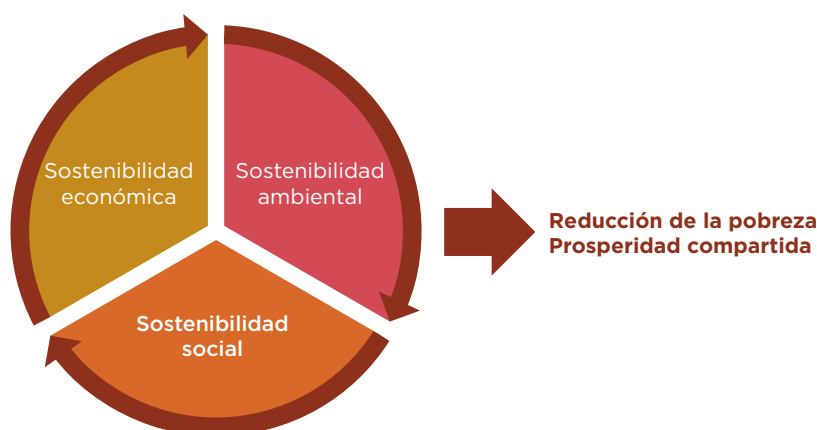 Sostenibilidad
económica
Sostenibilidad
ambiental
Sostenibilidad
social
Reducción de la pobreza
Prosperidad compartida